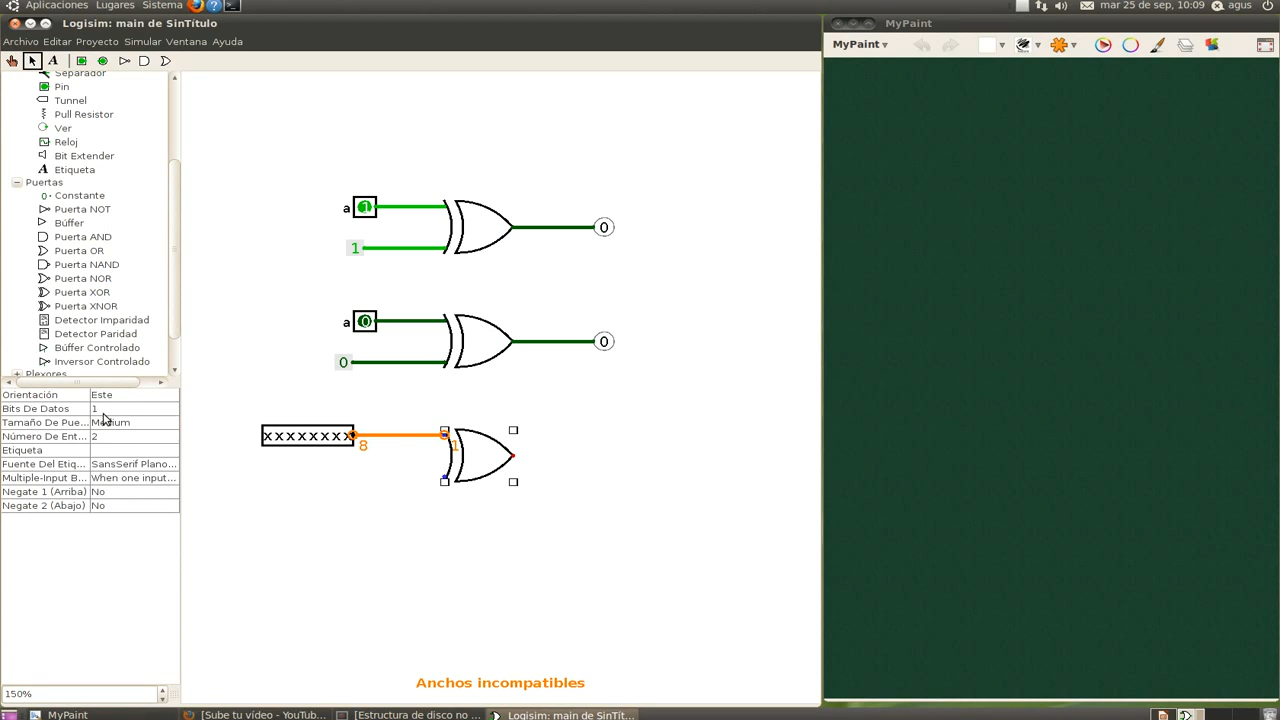 Aplicaciones Lugares Sistema
mar 25 de sep, 10:09 agus
Logisim: main de SinTítulo
MyPaint
Archivo Editar Proyecto Simular Ventana Ayuda
MyPaint
Separador
Pin
Tunnel
Pull Resistor
Ver
Reloj
Bit Extender
A Etiqueta
Puertas
0 Constante
Puerta NOT
Búffer
Puerta AND
Puerta OR
Puerta NAND
Puerta NOR
Puerta XOR
Puerta XNOR
Detector Imparidad
Detector Paridad
Búffer Controlado
Inversor Controlado
Plexores
Orientación Este
Bits De Datos 1
Tamaño De Pue... Medium
Número De Ent... 2
Etiqueta
Fuente Del Etiq... SansSerif Plano...
Multiple-Input B... When one input...
Negate 1 (Arriba) No
Negate 2 (Abajo) No
150%
a 1
1
0
a 0
0
0
xxxxxxxx
8
1
Anchos incompatibles
MyPaint
[Sube tu vídeo - YouTub...
[Estructura de disco no ...
Logisim: main de SinTít...